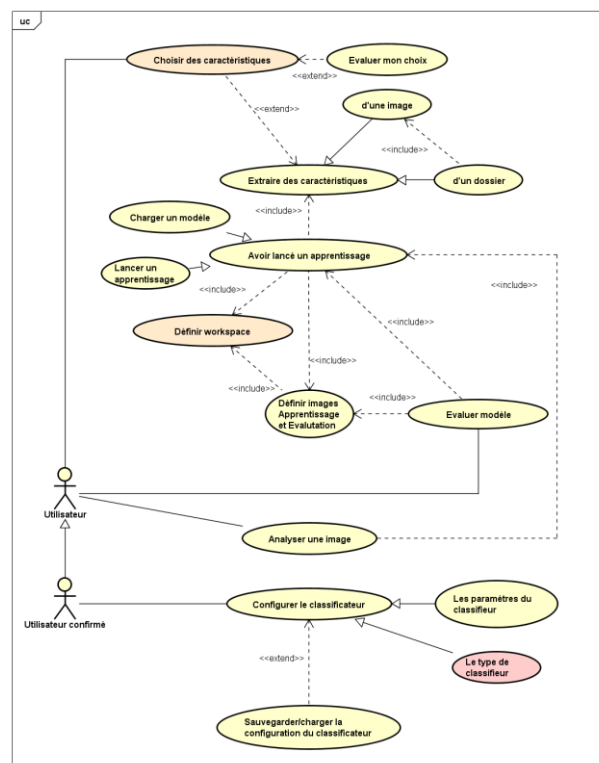 uc
Choisir des caractéristiques
Evaluer mon choix
<<extend>>
<<extend>>
d'une image
<<include>>
Extraire des caractéristiques
d'un dossier
Charger un modèle
<<include>>
Avoir lancé un apprentissage
Lancer un
apprentissage
<<include>>
<<include>>
Définir workspace
<<include>>
<<include>>
<<include>>
Définir images
Apprentissage
et Evalutation
<<include>>
Evaluer modèle
Utilisateur
Analyser une image
Utilisateur confirmé
Configurer le classificateur
Les paramètres du
classifieur
<<extend>>
Le type de
classifieur
Sauvegarder/charger la
configuration du classificateur